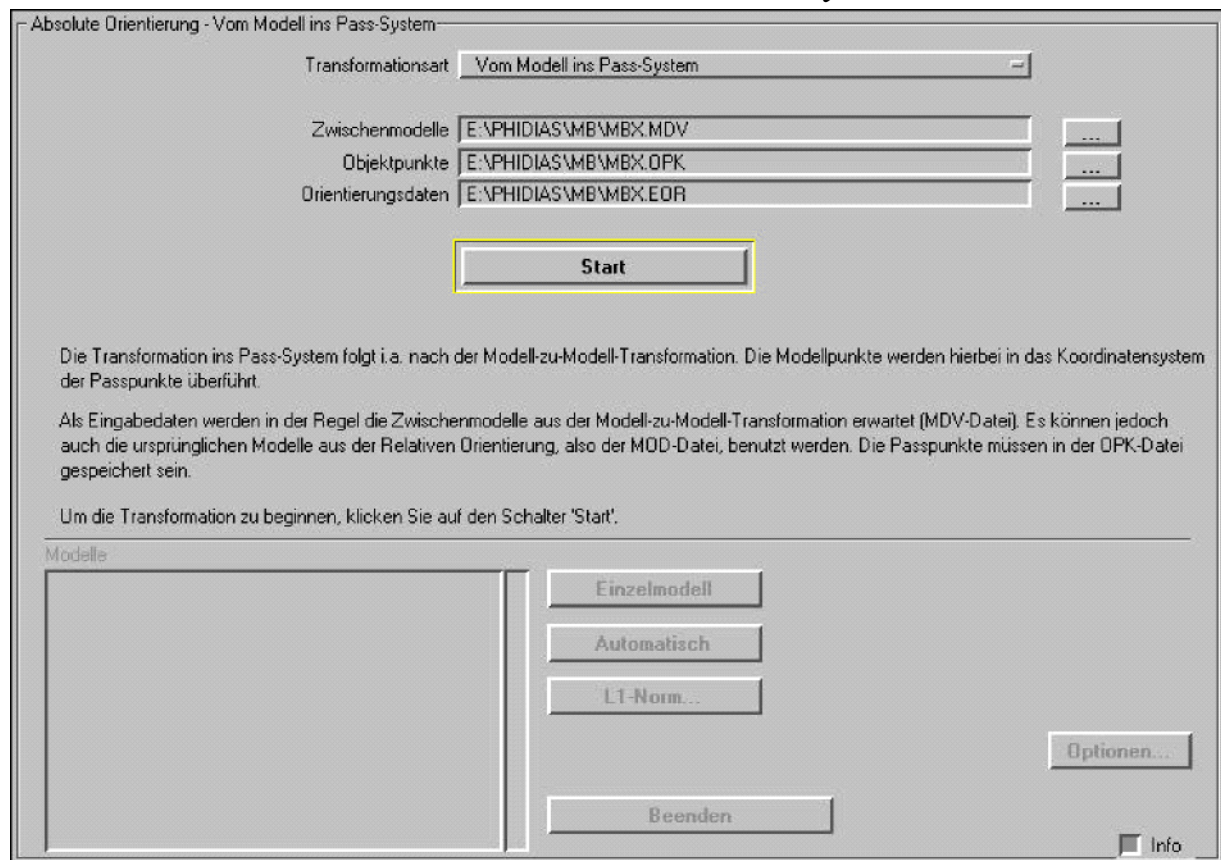 Absolute Orientierung - Vom Modell ins Pass-System
Transformationsart Vom Modell ins Pass-System
Zwischenmodelle E:\PHIDIAS\MB\MBX.MDV ...
Objektpunkte E:\PHIDIAS\MB\MBX.OPK ...
Orientierungsdaten E:\PHIDIAS\MB\MBX.EOR ...
Start
Die Transformation ins Pass-System folgt i.a. nach der Modell-zu-Modell-Transformation. Die Modellpunkte werden hierbei in das Koordinatensystem
der Passpunkte überführt.
Als Eingabedaten werden in der Regel die Zwischenmodelle aus der Modell-zu-Modell-Transformation erwartet (MDV-Datei). Es können jedoch
auch die ursprünglichen Modelle aus der Relativen Orientierung, also der MOD-Datei, benutzt werden. Die Passpunkte müssen in der OPK-Datei
gespeichert sein.
Um die Transformation zu beginnen, klicken Sie auf den Schalter 'Start'.
Modelle
Einzelmodell
Automatisch
L1-Norm...
Optionen...
Beenden
Info